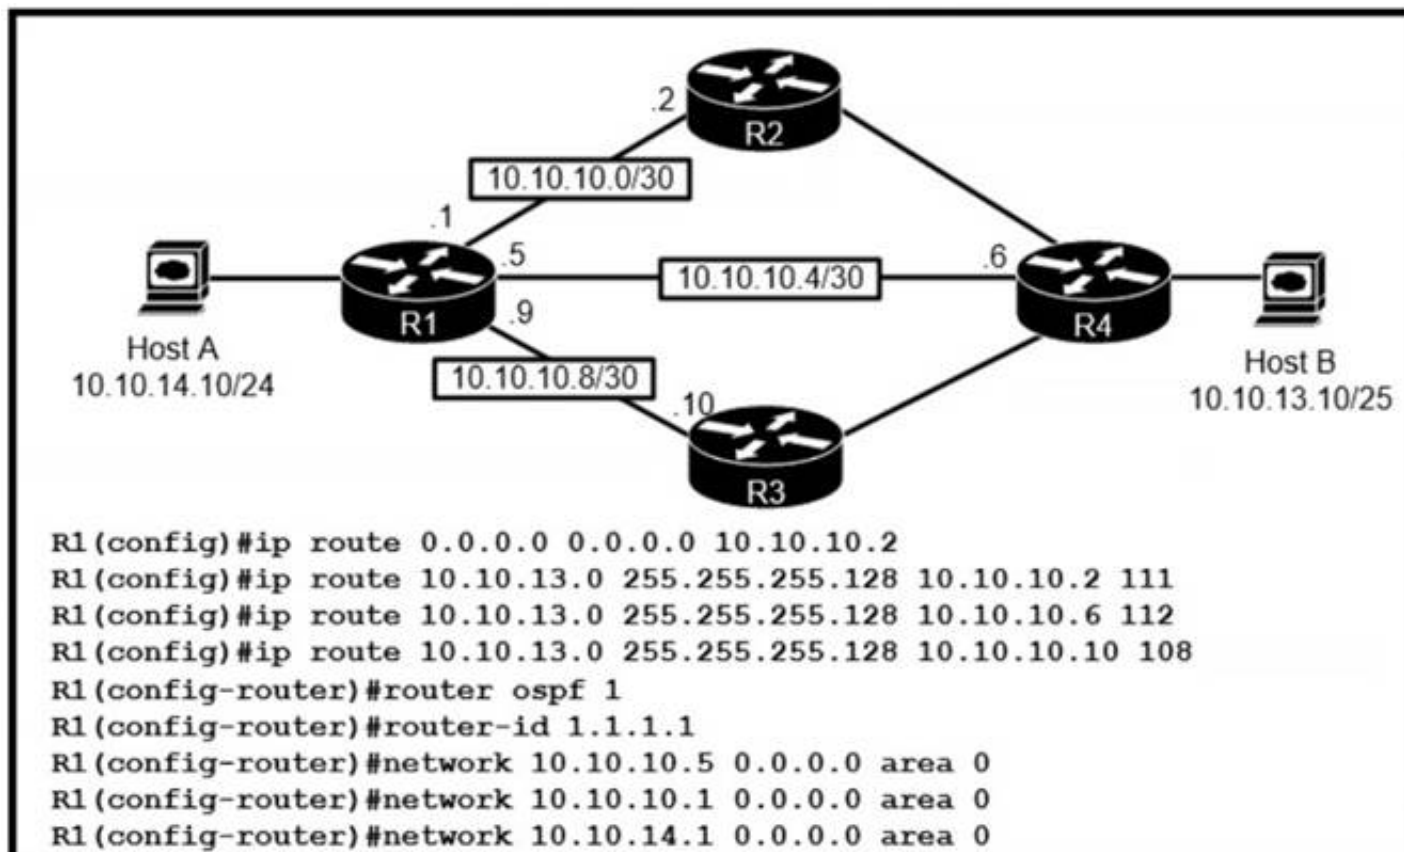 .2
R2
10.10.10.0/30
.1
.5
10.10.10.4/30
.6
R1
R4
.9
Host A
10.10.14.10/24
10.10.10.8/30
Host B
10.10.13.10/25
.10
R3
R1(config)#ip route 0.0.0.0 0.0.0.0 10.10.10.2
R1(config)#ip route 10.10.13.0 255.255.255.128 10.10.10.2 111
R1(config)#ip route 10.10.13.0 255.255.255.128 10.10.10.6 112
R1(config)#ip route 10.10.13.0 255.255.255.128 10.10.10.10 108
R1(config-router)#router ospf 1
R1(config-router)#router-id 1.1.1.1
R1(config-router)#network 10.10.10.5 0.0.0.0 area 0
R1(config-router)#network 10.10.10.1 0.0.0.0 area 0
R1(config-router)#network 10.10.14.1 0.0.0.0 area 0